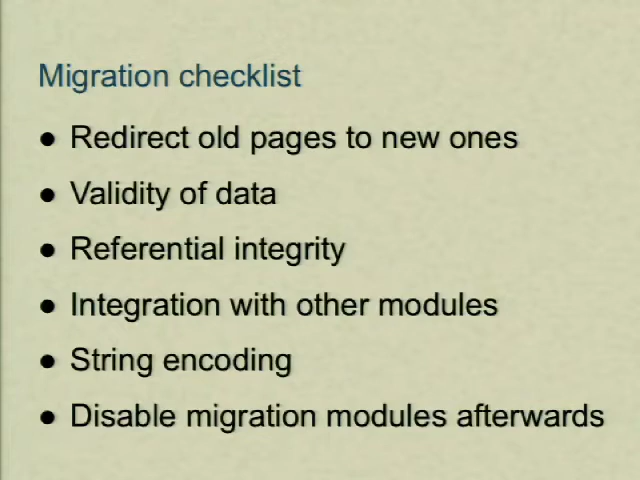 Migration checklist
● Redirect old pages to new ones
● Validity of data
● Referential integrity
● Integration with other modules
● String encoding
● Disable migration modules afterwards